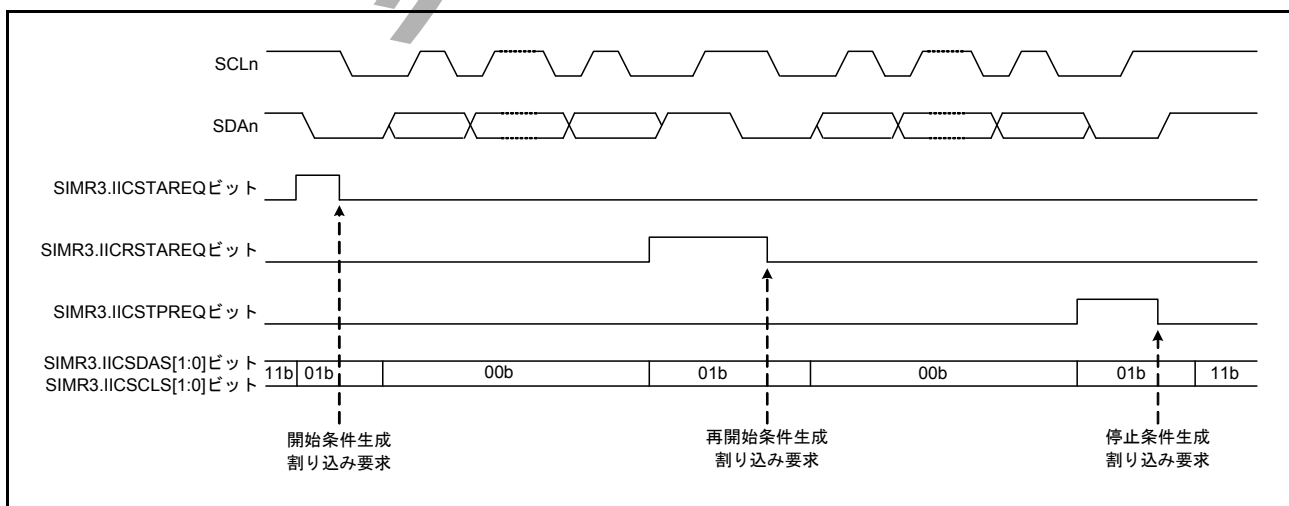 SCLn
SDAn
SIMR3.IICSTAREQビット
SIMR3.IICRSTAREQビット
SIMR3.IICSTPREQビット
SIMR3.IICSDAS[1:0]ビット
SIMR3.IICSCLS[1:0]ビット
11b 01b 00b 01b 00b 01b 11b
開始条件生成
割り込み要求
再開始条件生成
割り込み要求
停止条件生成
割り込み要求